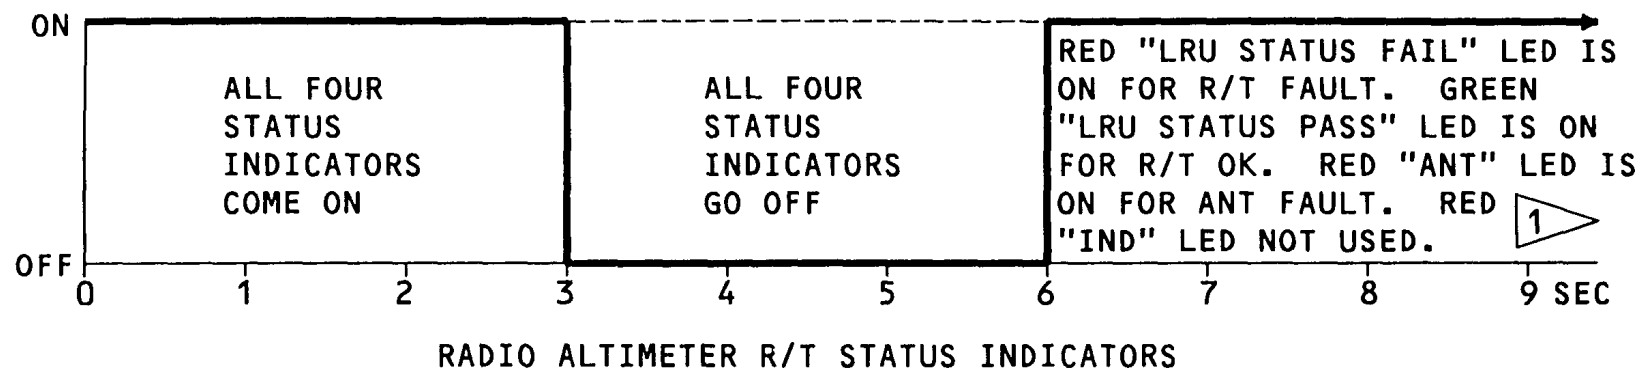 ON
RED "LRU STATUS FAIL" LED IS
ON FOR R/T FAULT. GREEN
"LRU STATUS PASS" LED IS ON
FOR R/T OK. RED "ANT" LED IS
ON FOR ANT FAULT. RED
"IND" LED NOT USED.
1
ALL FOUR
STATUS
INDICATORS
COME ON
ALL FOUR
STATUS
INDICATORS
GO OFF
OFF
0 1 2 3 4 5 6 7 8 9 SEC
RADIO ALTIMETER R/T STATUS INDICATORS